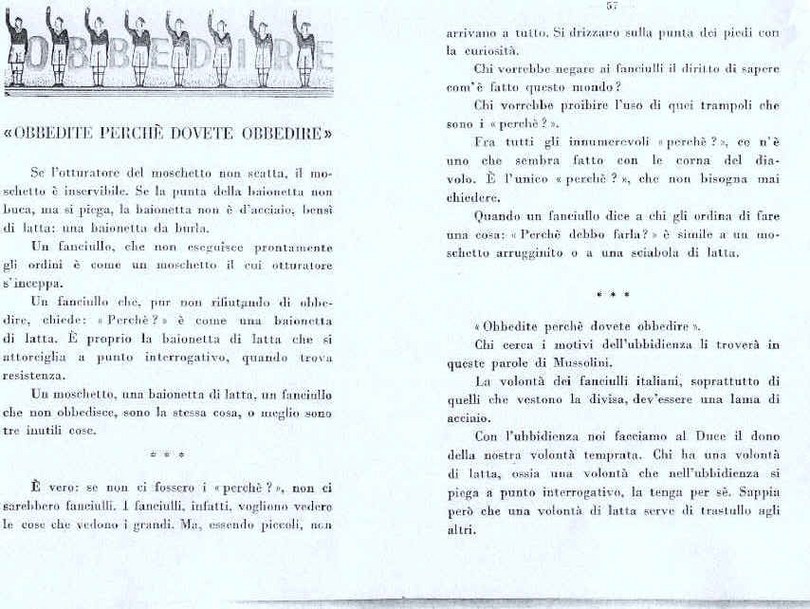 OBBEDIRE
«OBBEDITE PERCHÈ DOVETE OBBEDIRE»
Se l'otturatore del moschetto non scatta, il mo-
schetto è inservibile. Se la punta della baionetta non
buca, ma si piega, la baionetta non è d'acciaio, bensì
di latta: una baionetta da burla.
Un fanciullo, che non eseguisce prontamente
gli ordini è come un moschetto il cui otturatore
s'inceppa.
Un fanciullo che, pur non rifiutando di obbe-
dire, chiede: «Perchè?» è come una baionetta
di latta. È proprio la baionetta di latta che si
attorciglia a punto interrogativo, quando trova
resistenza.
Un moschetto, una baionetta di latta, un fanciullo
che non obbedisce, sono la stessa cosa, o meglio sono
tre inutili cose.
* * *
È vero: se non ci fossero i «perchè?», non ci
sarebbero fanciulli. I fanciulli, infatti, vogliono vedere
le cose che vedono i grandi. Ma, essendo piccoli, non
57
arrivano a tutto. Si drizzano sulla punta dei piedi con
la curiosità.
Chi vorrebbe negare ai fanciulli il diritto di sapere
com'è fatto questo mondo?
Chi vorrebbe proibire l'uso di quei trampoli che
sono i «perchè?».
Fra tutti gli innumerevoli «perchè?», ce n'è
uno che sembra fatto con le corna del dia-
volo. È l'unico «perchè?», che non bisogna mai
chiedere.
Quando un fanciullo dice a chi gli ordina di fare
una cosa: «Perchè debbo farla?» è simile a un mo-
schetto arrugginito o a una sciabola di latta.
* * *
«Obbedite perchè dovete obbedire».
Chi cerca i motivi dell'ubbidienza li troverà in
queste parole di Mussolini.
La volontà dei fanciulli italiani, soprattutto di
quelli che vestono la divisa, dev'essere una lama di
acciaio.
Con l'ubbidienza noi facciamo al Duce il dono
della nostra volontà temprata. Chi ha una volontà
di latta, ossia una volontà che nell'ubbidienza si
piega a punto interrogativo, la tenga per sè. Sappia
però che una volontà di latta serve di trastullo agli
altri.